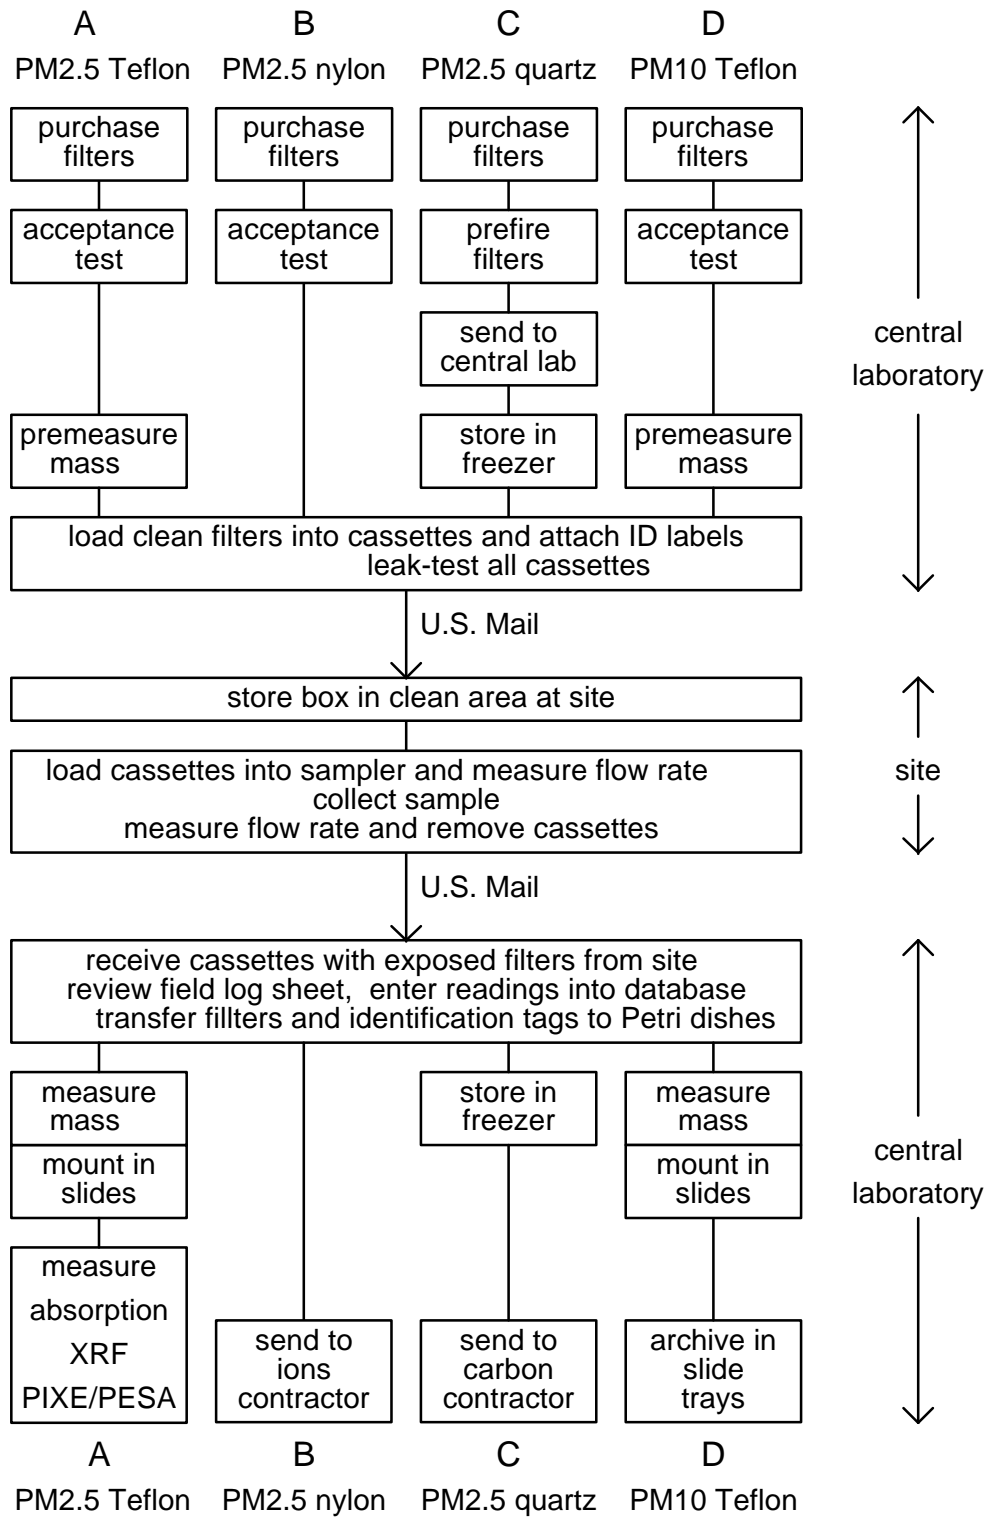 A B C D
PM2.5 Teflon PM2.5 nylon PM2.5 quartz PM10 Teflon
purchase purchase purchase purchase
filters filters filters filters
acceptance acceptance prefire acceptance
test test filters test
send to
central lab
central
laboratory
premeasure store in premeasure
mass freezer mass
load clean filters into cassettes and attach ID labels
leak-test all cassettes
U.S. Mail
store box in clean area at site
load cassettes into sampler and measure flow rate
collect sample
measure flow rate and remove cassettes
site
U.S. Mail
receive cassettes with exposed filters from site
review field log sheet, enter readings into database
transfer fillters and identification tags to Petri dishes
measure store in measure
mass freezer mass
mount in mount in
slides slides
central
laboratory
measure
absorption
XRF
PIXE/PESA
send to send to archive in
ions carbon slide
contractor contractor trays
A B C D
PM2.5 Teflon PM2.5 nylon PM2.5 quartz PM10 Teflon